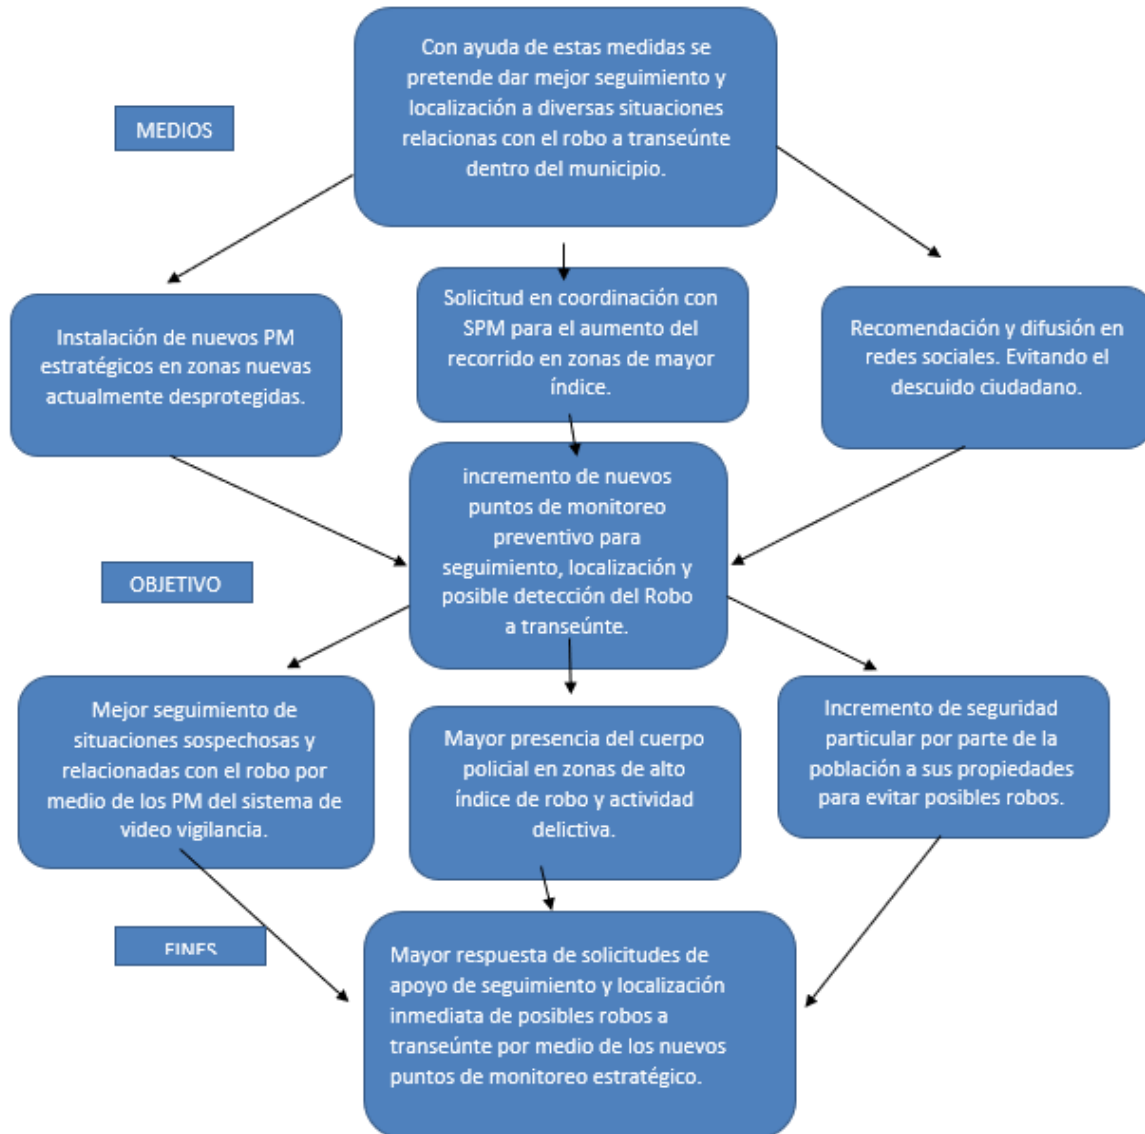 Con ayuda de estas medidas se
pretende dar mejor seguimiento y
localización a diversas situaciones
relacionas con el robo a transeúnte
dentro del municipio.
MEDIOS
Instalación de nuevos PM
estratégicos en zonas nuevas
actualmente desprotegidas.
Solicitud en coordinación con
SPM para el aumento del
recorrido en zonas de mayor
índice.
Recomendación y difusión en
redes sociales. Evitando el
descuido ciudadano.
incremento de nuevos
puntos de monitoreo
preventivo para
seguimiento, localización y
posible detección del Robo
a transeúnte.
OBJETIVO
Mejor seguimiento de
situaciones sospechosas y
relacionadas con el robo por
medio de los PM del sistema de
video vigilancia.
Mayor presencia del cuerpo
policial en zonas de alto
índice de robo y actividad
delictiva.
Incremento de seguridad
particular por parte de la
población a sus propiedades
para evitar posibles robos.
FINES
Mayor respuesta de solicitudes de
apoyo de seguimiento y localización
inmediata de posibles robos a
transeúnte por medio de los nuevos
puntos de monitoreo estratégico.